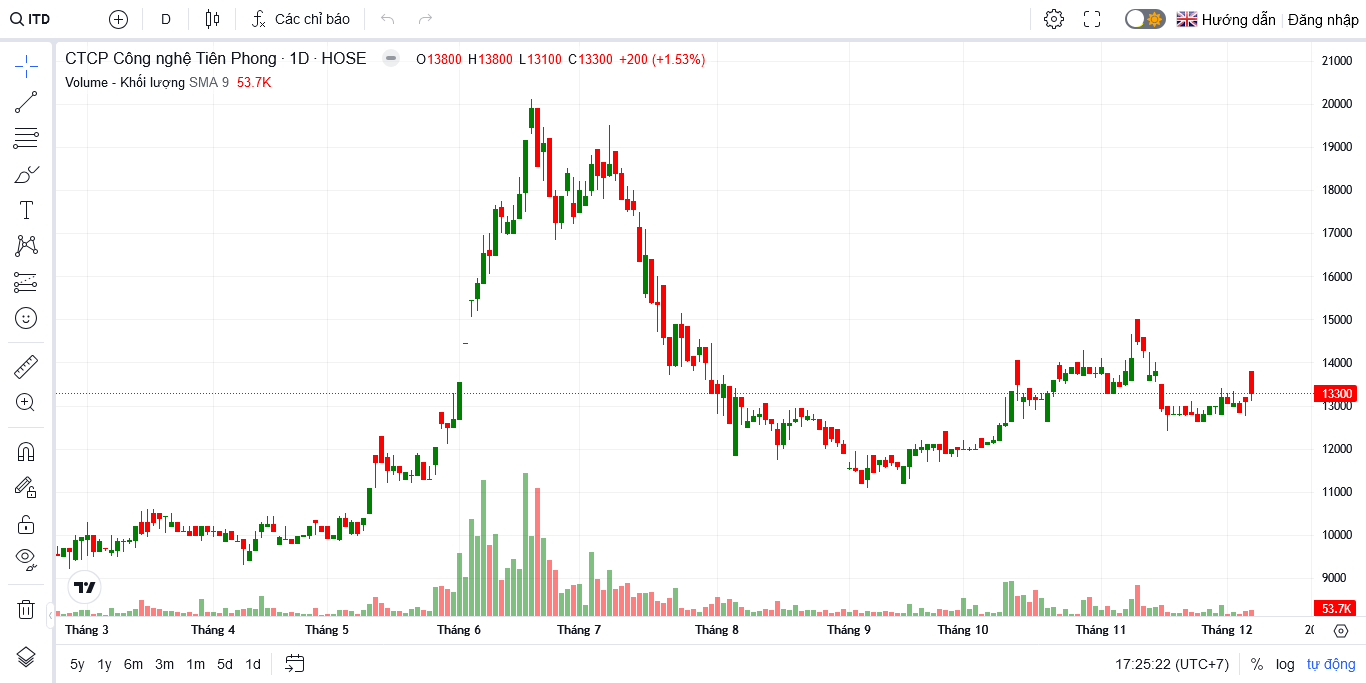 ITD D Các chỉ báo Hướng dẫn Đăng nhập
CTCP Công nghệ Tiên Phong · 1D · HOSE O13800 H13800 L13100 C13300 +200 (+1.53%)
Volume - Khối lượng SMA 9 53.7K
21000
20000
19000
18000
17000
16000
15000
14000
13300
13000
12000
11000
10000
9000
53.7K
Tháng 3 Tháng 4 Tháng 5 Tháng 6 Tháng 7 Tháng 8 Tháng 9 Tháng 10 Tháng 11 Tháng 12
5y 1y 6m 3m 1m 5d 1d 17:25:22 (UTC+7) % log tự động